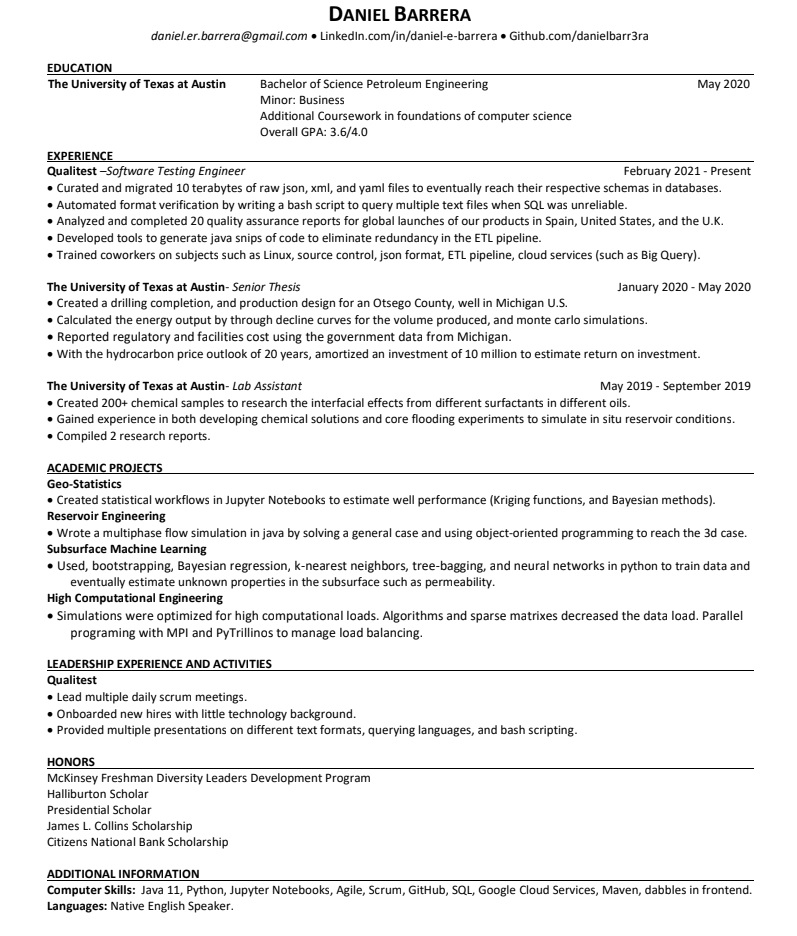 DANIEL BARRERA
daniel.er.barrera@gmail.com • LinkedIn.com/in/daniel-e-barrera • Github.com/danielbarr3ra
EDUCATION
The University of Texas at Austin Bachelor of Science Petroleum Engineering May 2020
Minor: Business
Additional Coursework in foundations of computer science
Overall GPA: 3.6/4.0
EXPERIENCE
Qualitest –Software Testing Engineer February 2021 - Present
• Curated and migrated 10 terabytes of raw json, xml, and yaml files to eventually reach their respective schemas in databases.
• Automated format verification by writing a bash script to query multiple text files when SQL was unreliable.
• Analyzed and completed 20 quality assurance reports for global launches of our products in Spain, United States, and the U.K.
• Developed tools to generate java snips of code to eliminate redundancy in the ETL pipeline.
• Trained coworkers on subjects such as Linux, source control, json format, ETL pipeline, cloud services (such as Big Query).
The University of Texas at Austin- Senior Thesis January 2020 - May 2020
• Created a drilling completion, and production design for an Otsego County, well in Michigan U.S.
• Calculated the energy output by through decline curves for the volume produced, and monte carlo simulations.
• Reported regulatory and facilities cost using the government data from Michigan.
• With the hydrocarbon price outlook of 20 years, amortized an investment of 10 million to estimate return on investment.
The University of Texas at Austin- Lab Assistant May 2019 - September 2019
• Created 200+ chemical samples to research the interfacial effects from different surfactants in different oils.
• Gained experience in both developing chemical solutions and core flooding experiments to simulate in situ reservoir conditions.
• Compiled 2 research reports.
ACADEMIC PROJECTS
Geo-Statistics
• Created statistical workflows in Jupyter Notebooks to estimate well performance (Kriging functions, and Bayesian methods).
Reservoir Engineering
• Wrote a multiphase flow simulation in java by solving a general case and using object-oriented programming to reach the 3d case.
Subsurface Machine Learning
• Used, bootstrapping, Bayesian regression, k-nearest neighbors, tree-bagging, and neural networks in python to train data and
eventually estimate unknown properties in the subsurface such as permeability.
High Computational Engineering
• Simulations were optimized for high computational loads. Algorithms and sparse matrixes decreased the data load. Parallel
programing with MPI and PyTrillinos to manage load balancing.
LEADERSHIP EXPERIENCE AND ACTIVITIES
Qualitest
• Lead multiple daily scrum meetings.
• Onboarded new hires with little technology background.
• Provided multiple presentations on different text formats, querying languages, and bash scripting.
HONORS
McKinsey Freshman Diversity Leaders Development Program
Halliburton Scholar
Presidential Scholar
James L. Collins Scholarship
Citizens National Bank Scholarship
ADDITIONAL INFORMATION
Computer Skills: Java 11, Python, Jupyter Notebooks, Agile, Scrum, GitHub, SQL, Google Cloud Services, Maven, dabbles in frontend.
Languages: Native English Speaker.